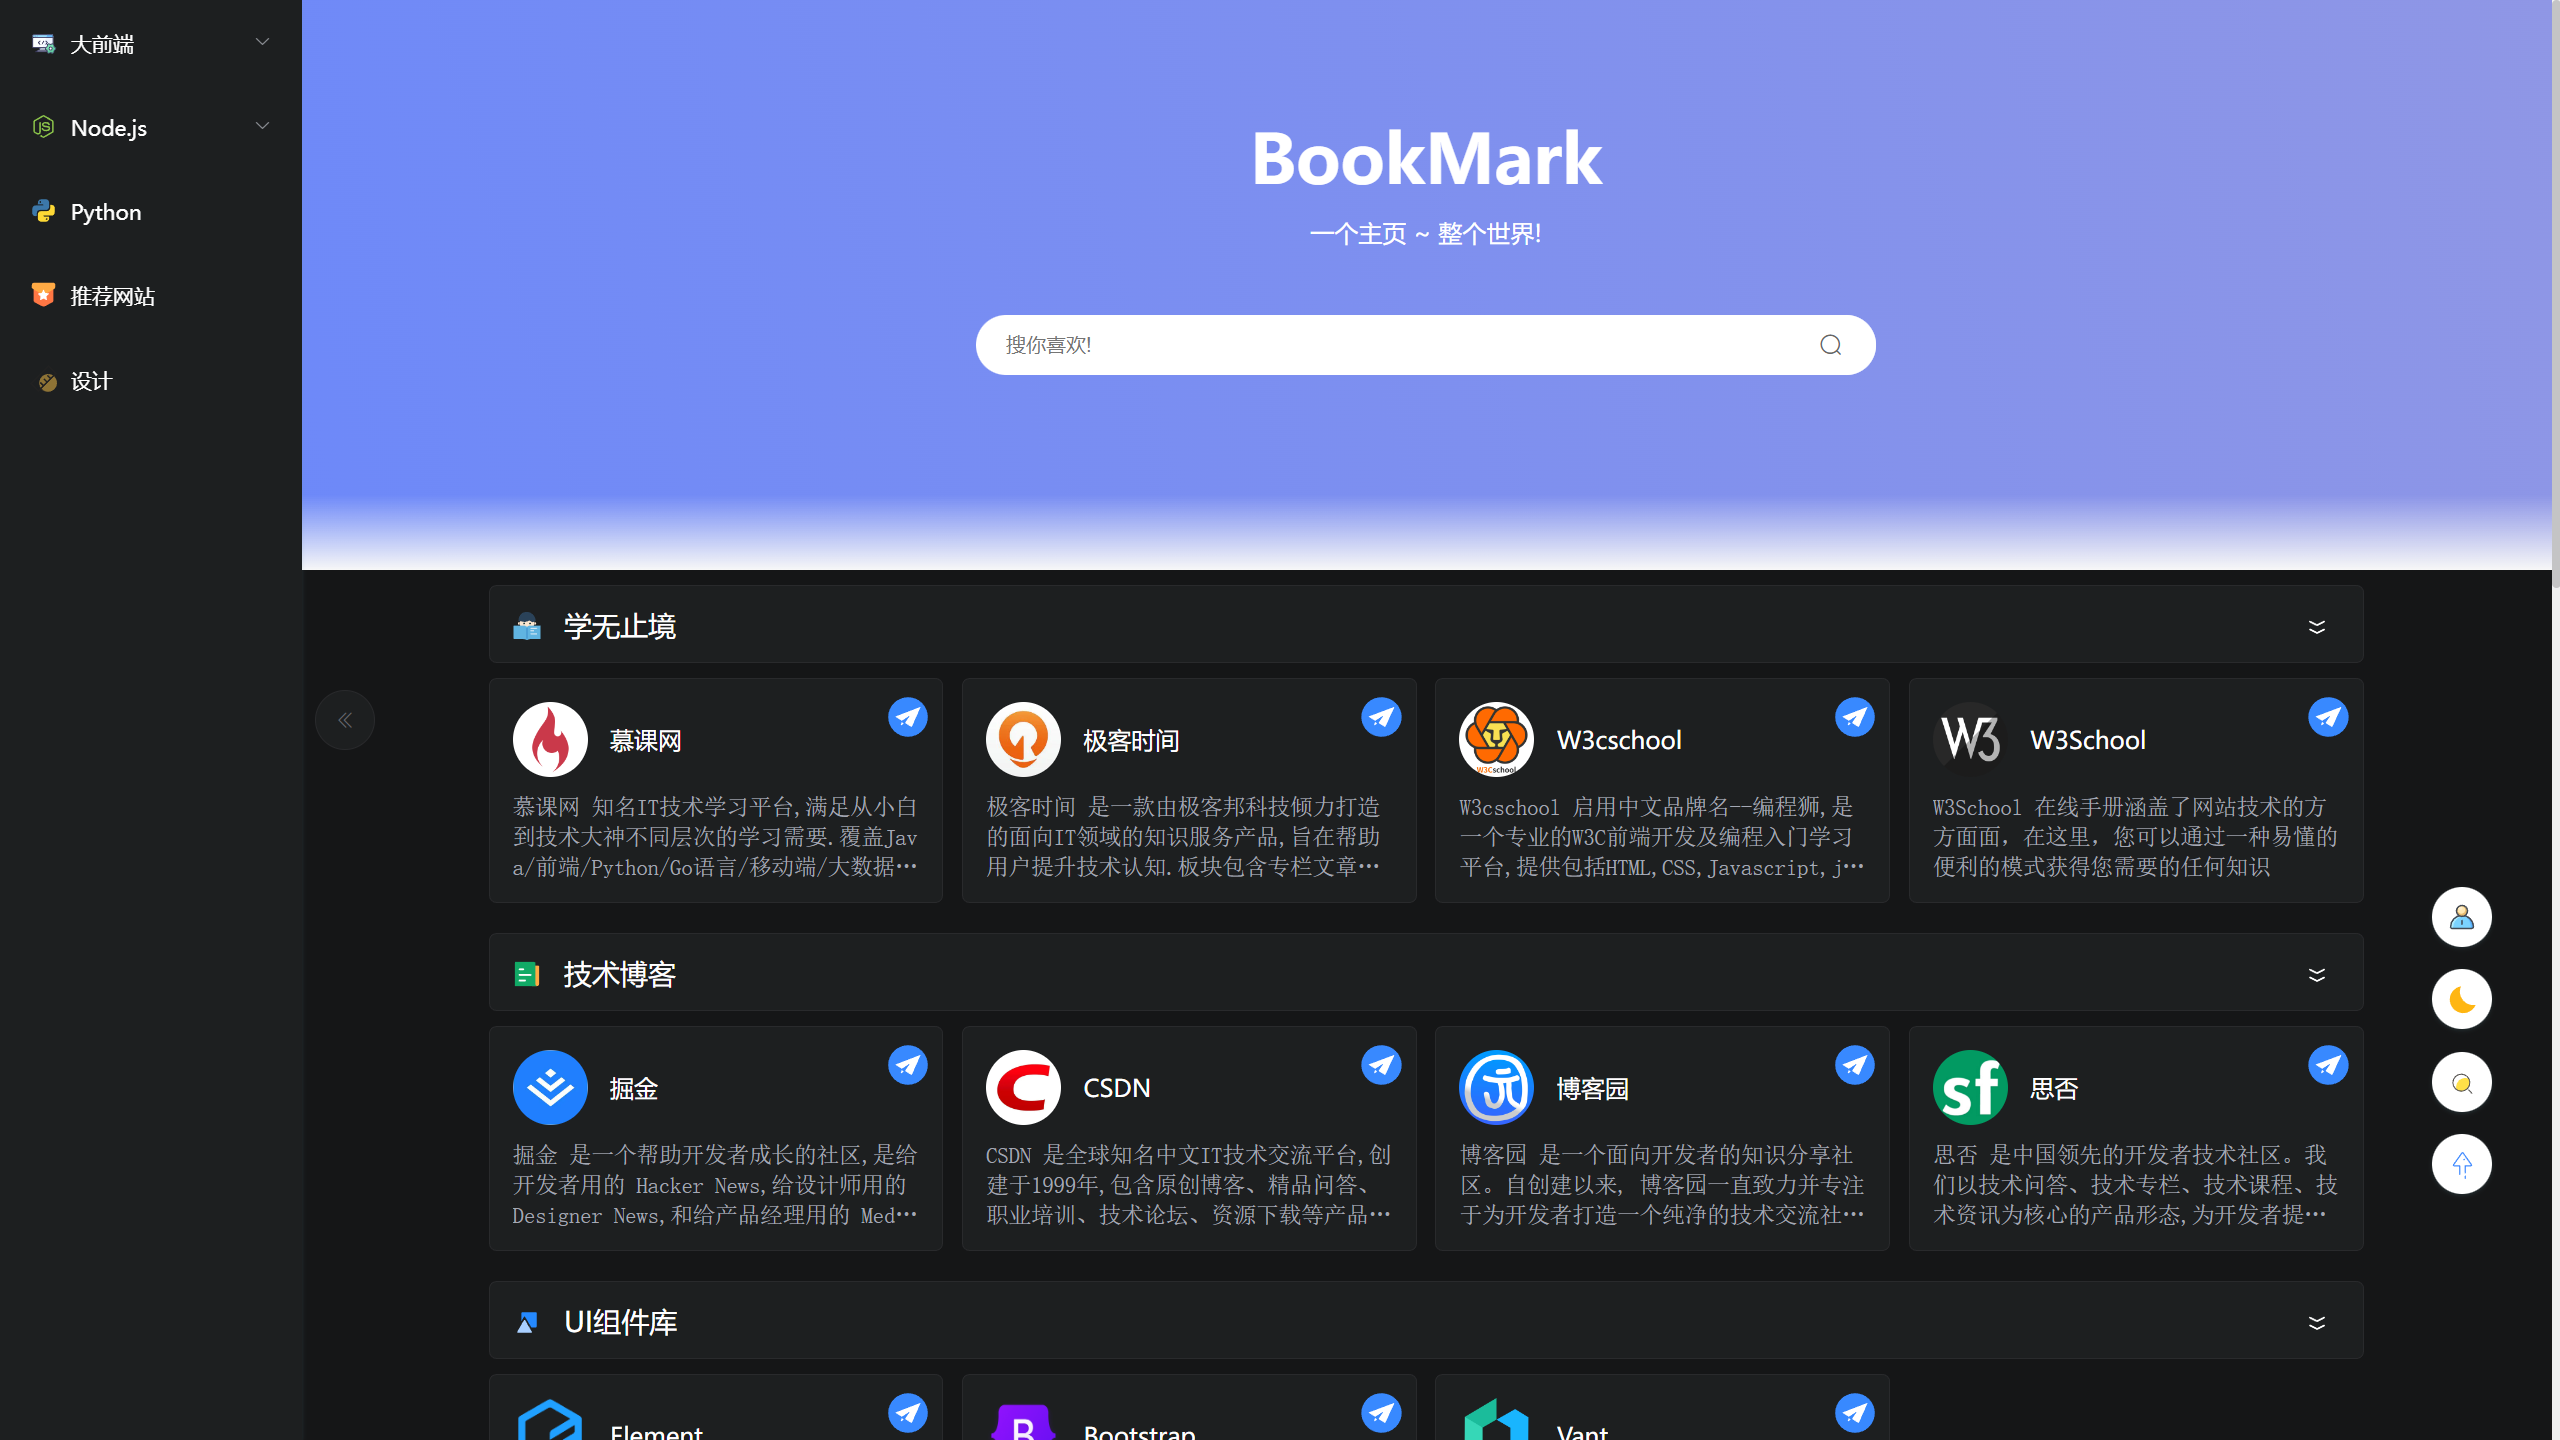 大前端
Node.js
Python
推荐网站
设计
BookMark
一个主页 ~ 整个世界!
搜你喜欢!
学无止境
慕课网
慕课网 知名IT技术学习平台,满足从小白
到技术大神不同层次的学习需要.覆盖Jav
a/前端/Python/Go语言/移动端/大数据…
极客时间
极客时间 是一款由极客邦科技倾力打造
的面向IT领域的知识服务产品,旨在帮助
用户提升技术认知.板块包含专栏文章…
W3Cschool
W3cschool
W3cschool 启用中文品牌名--编程狮,是
一个专业的W3C前端开发及编程入门学习
平台,提供包括HTML,CSS,Javascript,j…
W3
W3School
W3School 在线手册涵盖了网站技术的方
方面面，在这里，您可以通过一种易懂的
便利的模式获得您需要的任何知识
技术博客
掘金
掘金 是一个帮助开发者成长的社区,是给
开发者用的 Hacker News,给设计师用的
Designer News,和给产品经理用的 Med…
C
CSDN
CSDN 是全球知名中文IT技术交流平台,创
建于1999年,包含原创博客、精品问答、
职业培训、技术论坛、资源下载等产品…
博客园
博客园 是一个面向开发者的知识分享社
区。自创建以来, 博客园一直致力并专注
于为开发者打造一个纯净的技术交流社…
sf
思否
思否 是中国领先的开发者技术社区。我
们以技术问答、技术专栏、技术课程、技
术资讯为核心的产品形态,为开发者提…
UI组件库
Element
B
Bootstrap
Vant